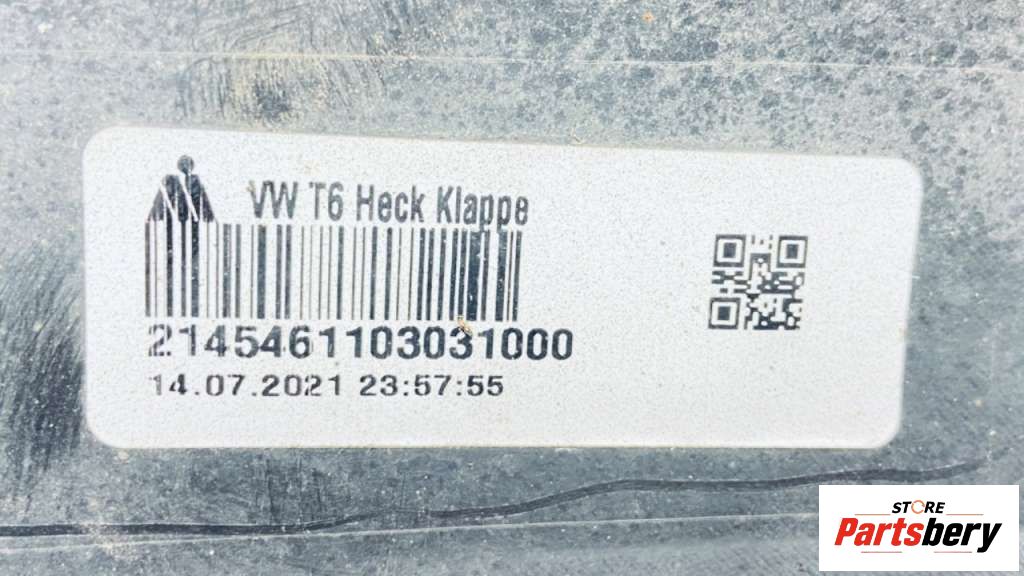 VW T6 Heck Klappe
2145461103031000
14.07.2021 23:57:55
STORE
Partsbery